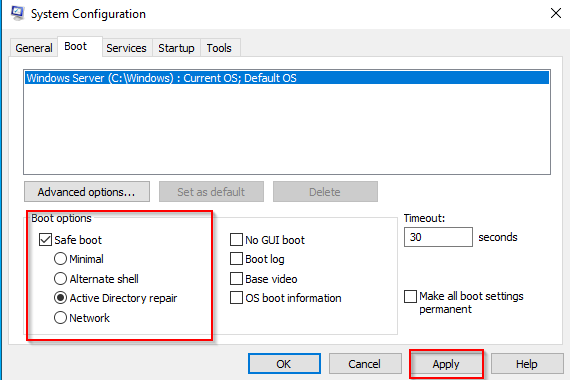 System Configuration
General Boot Services Startup Tools
Windows Server (C:\Windows) : Current OS; Default OS
Advanced options... Set as default Delete
Boot options
Safe boot
Minimal
Alternate shell
Active Directory repair
Network
No GUI boot
Boot log
Base video
OS boot information
Timeout:
30 seconds
Make all boot settings
permanent
OK Cancel Apply Help